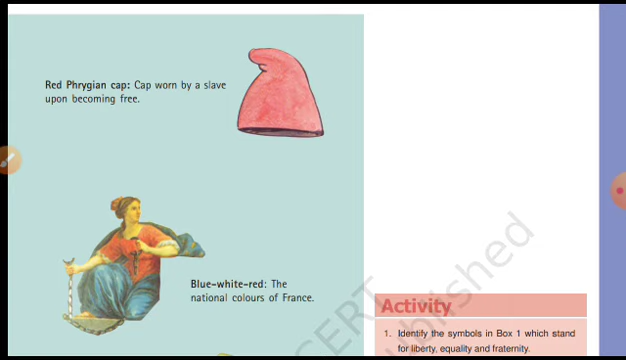 Red Phrygian cap: Cap worn by a slave
upon becoming free.
Blue-white-red: The
national colours of France.
Activity
1. Identify the symbols in Box 1 which stand
for liberty, equality and fraternity.